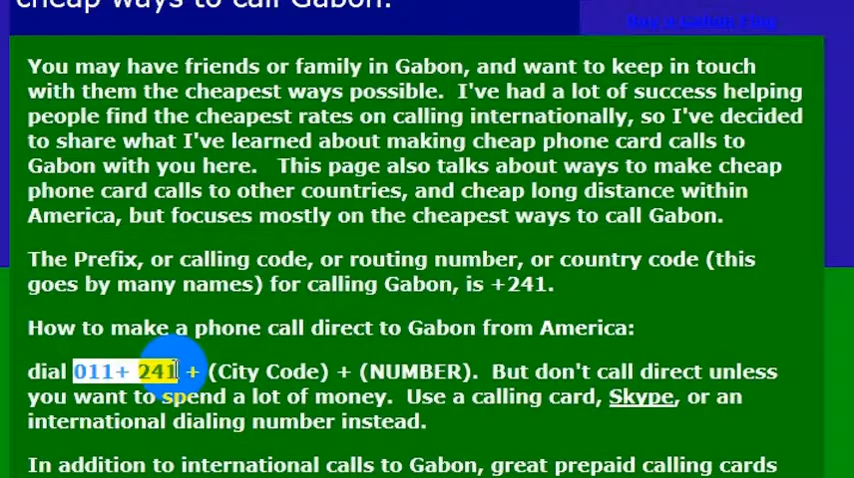 cheap ways to call Gabon.
You may have friends or family in Gabon, and want to keep in touch
with them the cheapest ways possible. I've had a lot of success helping
people find the cheapest rates on calling internationally, so I've decided
to share what I've learned about making cheap phone card calls to
Gabon with you here. This page also talks about ways to make cheap
phone card calls to other countries, and cheap long distance within
America, but focuses mostly on the cheapest ways to call Gabon.
The Prefix, or calling code, or routing number, or country code (this
goes by many names) for calling Gabon, is +241.
How to make a phone call direct to Gabon from America:
dial 011+ 241 + (City Code) + (NUMBER). But don't call direct unless
you want to spend a lot of money. Use a calling card, Skype, or an
international dialing number instead.
In addition to international calls to Gabon, great prepaid calling cards